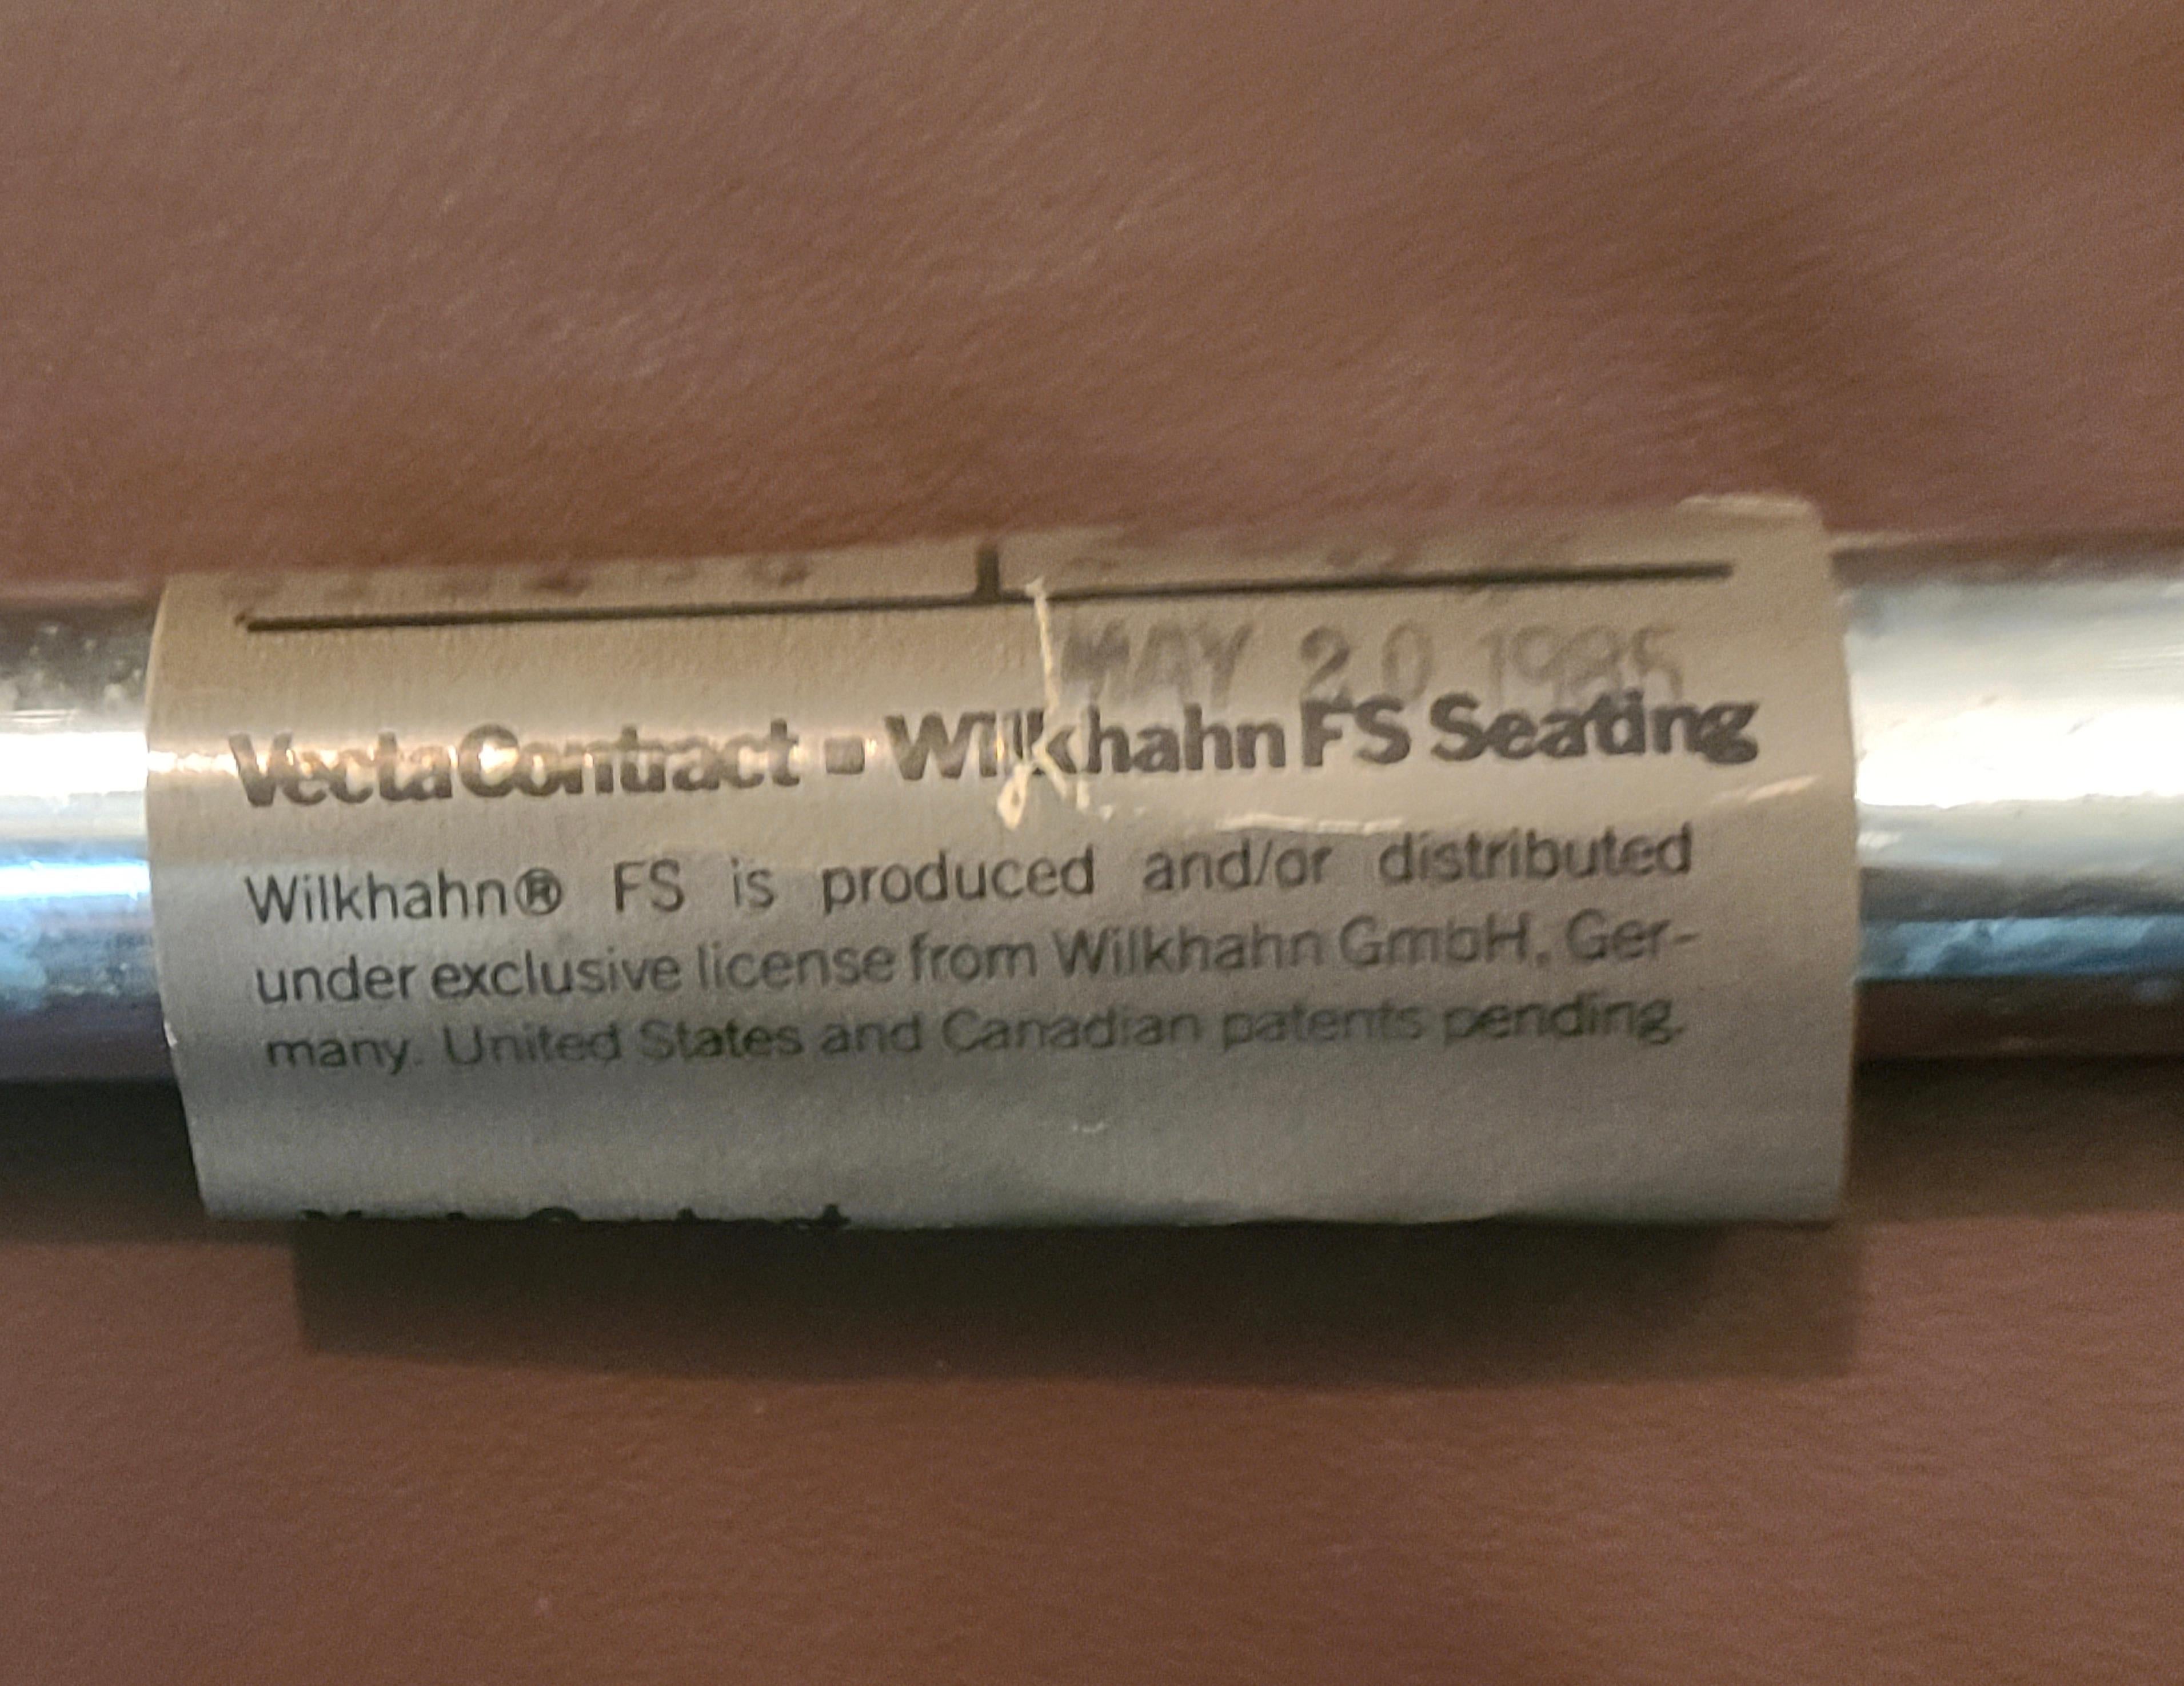 MAY 20 1985
VectaContract ▪ Wilkhahn FS Seating
Wilkhahn® FS is produced and/or distributed
under exclusive license from Wilkhahn GmbH, Ger-
many. United States and Canadian patents pending.